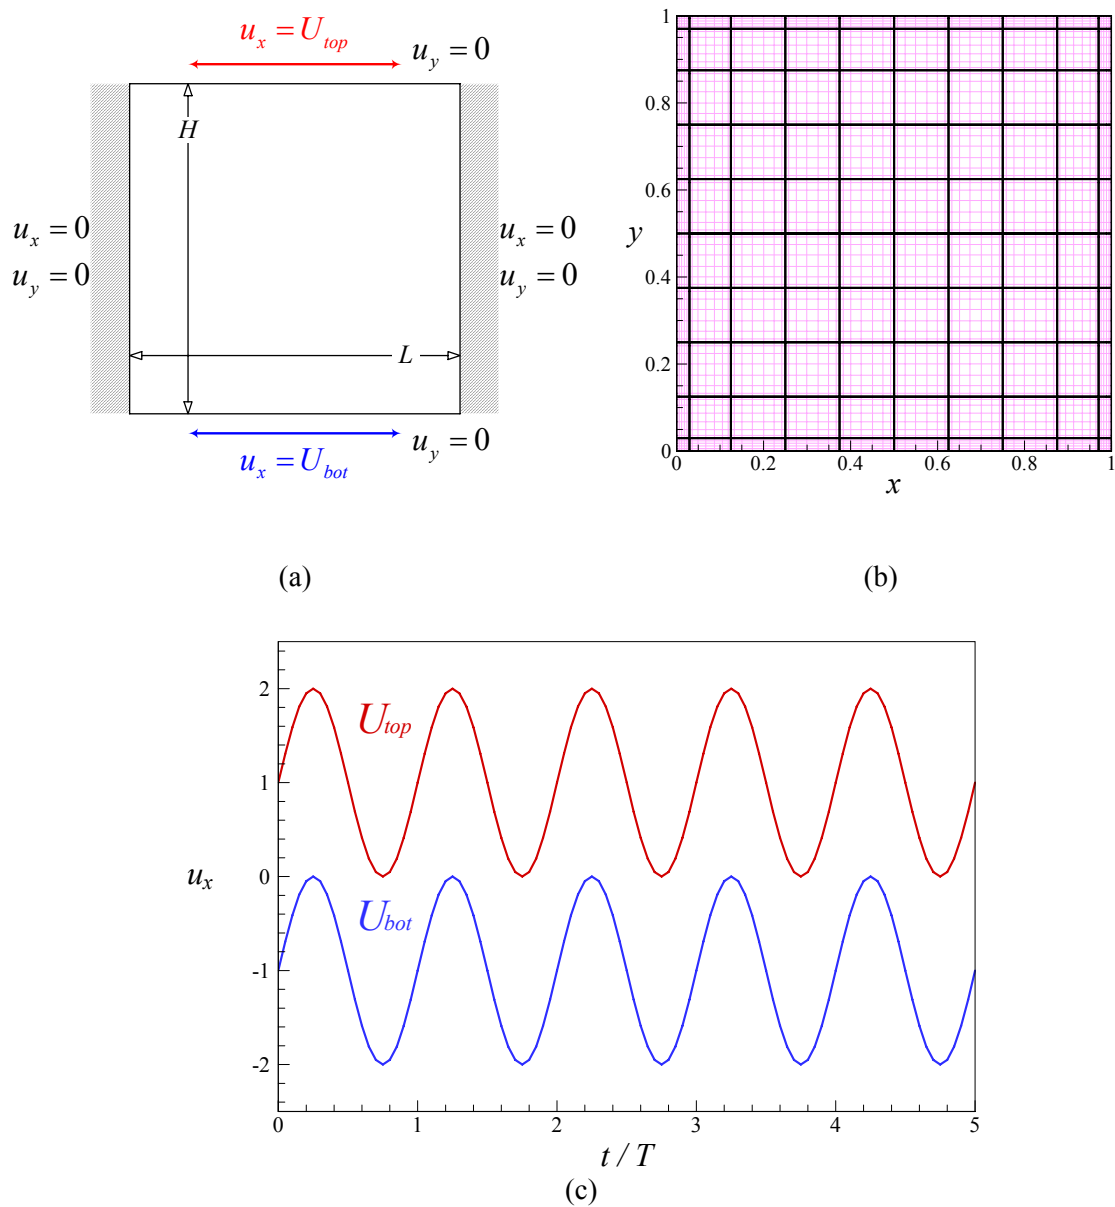 u_x = U_top
u_y = 0
H
u_x = 0
u_y = 0
u_x = 0
u_y = 0
L
u_y = 0
u_x = U_bot
(a)
1
0.8
0.6
y
0.4
0.2
0
0 0.2 0.4 0.6 0.8 1
x
(b)
2
U_top
1
u_x
0
U_bot
-1
-2
0 1 2 3 4 5
t / T
(c)